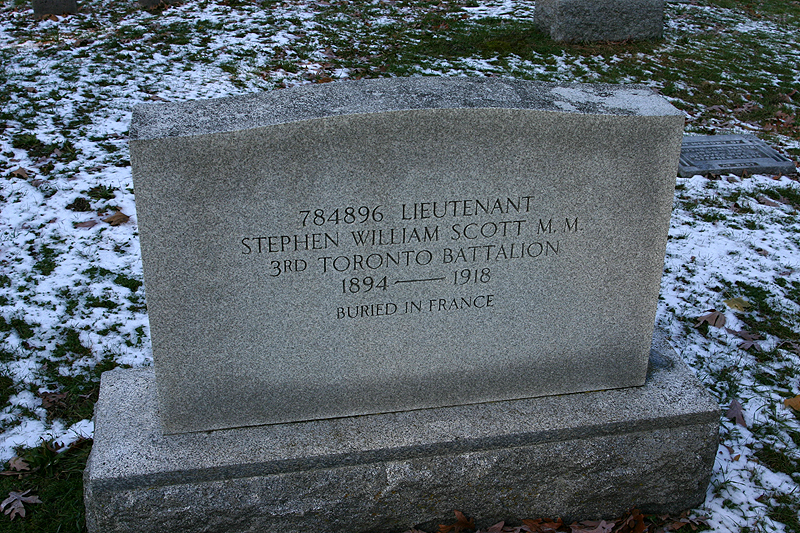 784896 LIEUTENANT
STEPHEN WILLIAM SCOTT M. M.
3RD TORONTO BATTALION
1894 — 1918
BURIED IN FRANCE